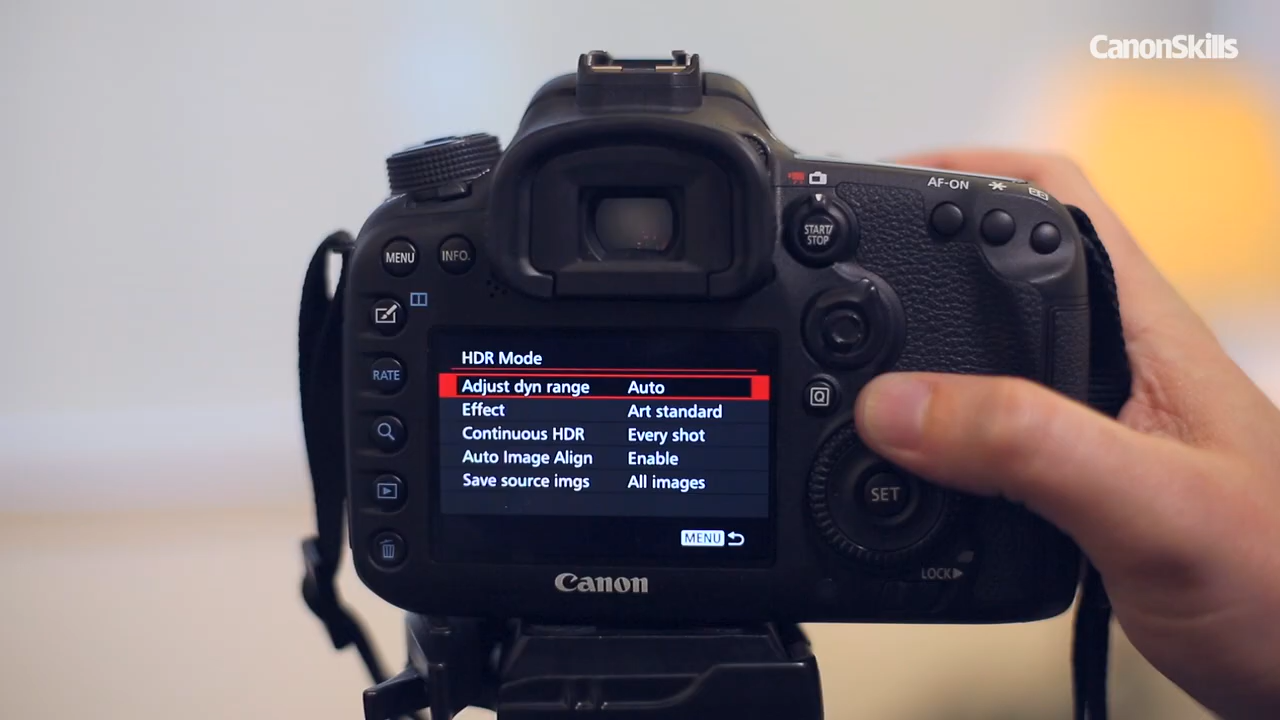 CanonSkills
AF-ON
START/
STOP
MENU
INFO.
RATE
HDR Mode
Adjust dyn range Auto
Effect Art standard
Continuous HDR Every shot
Auto Image Align Enable
Save source imgs All images
MENU
Q
SET
LOCK
Canon